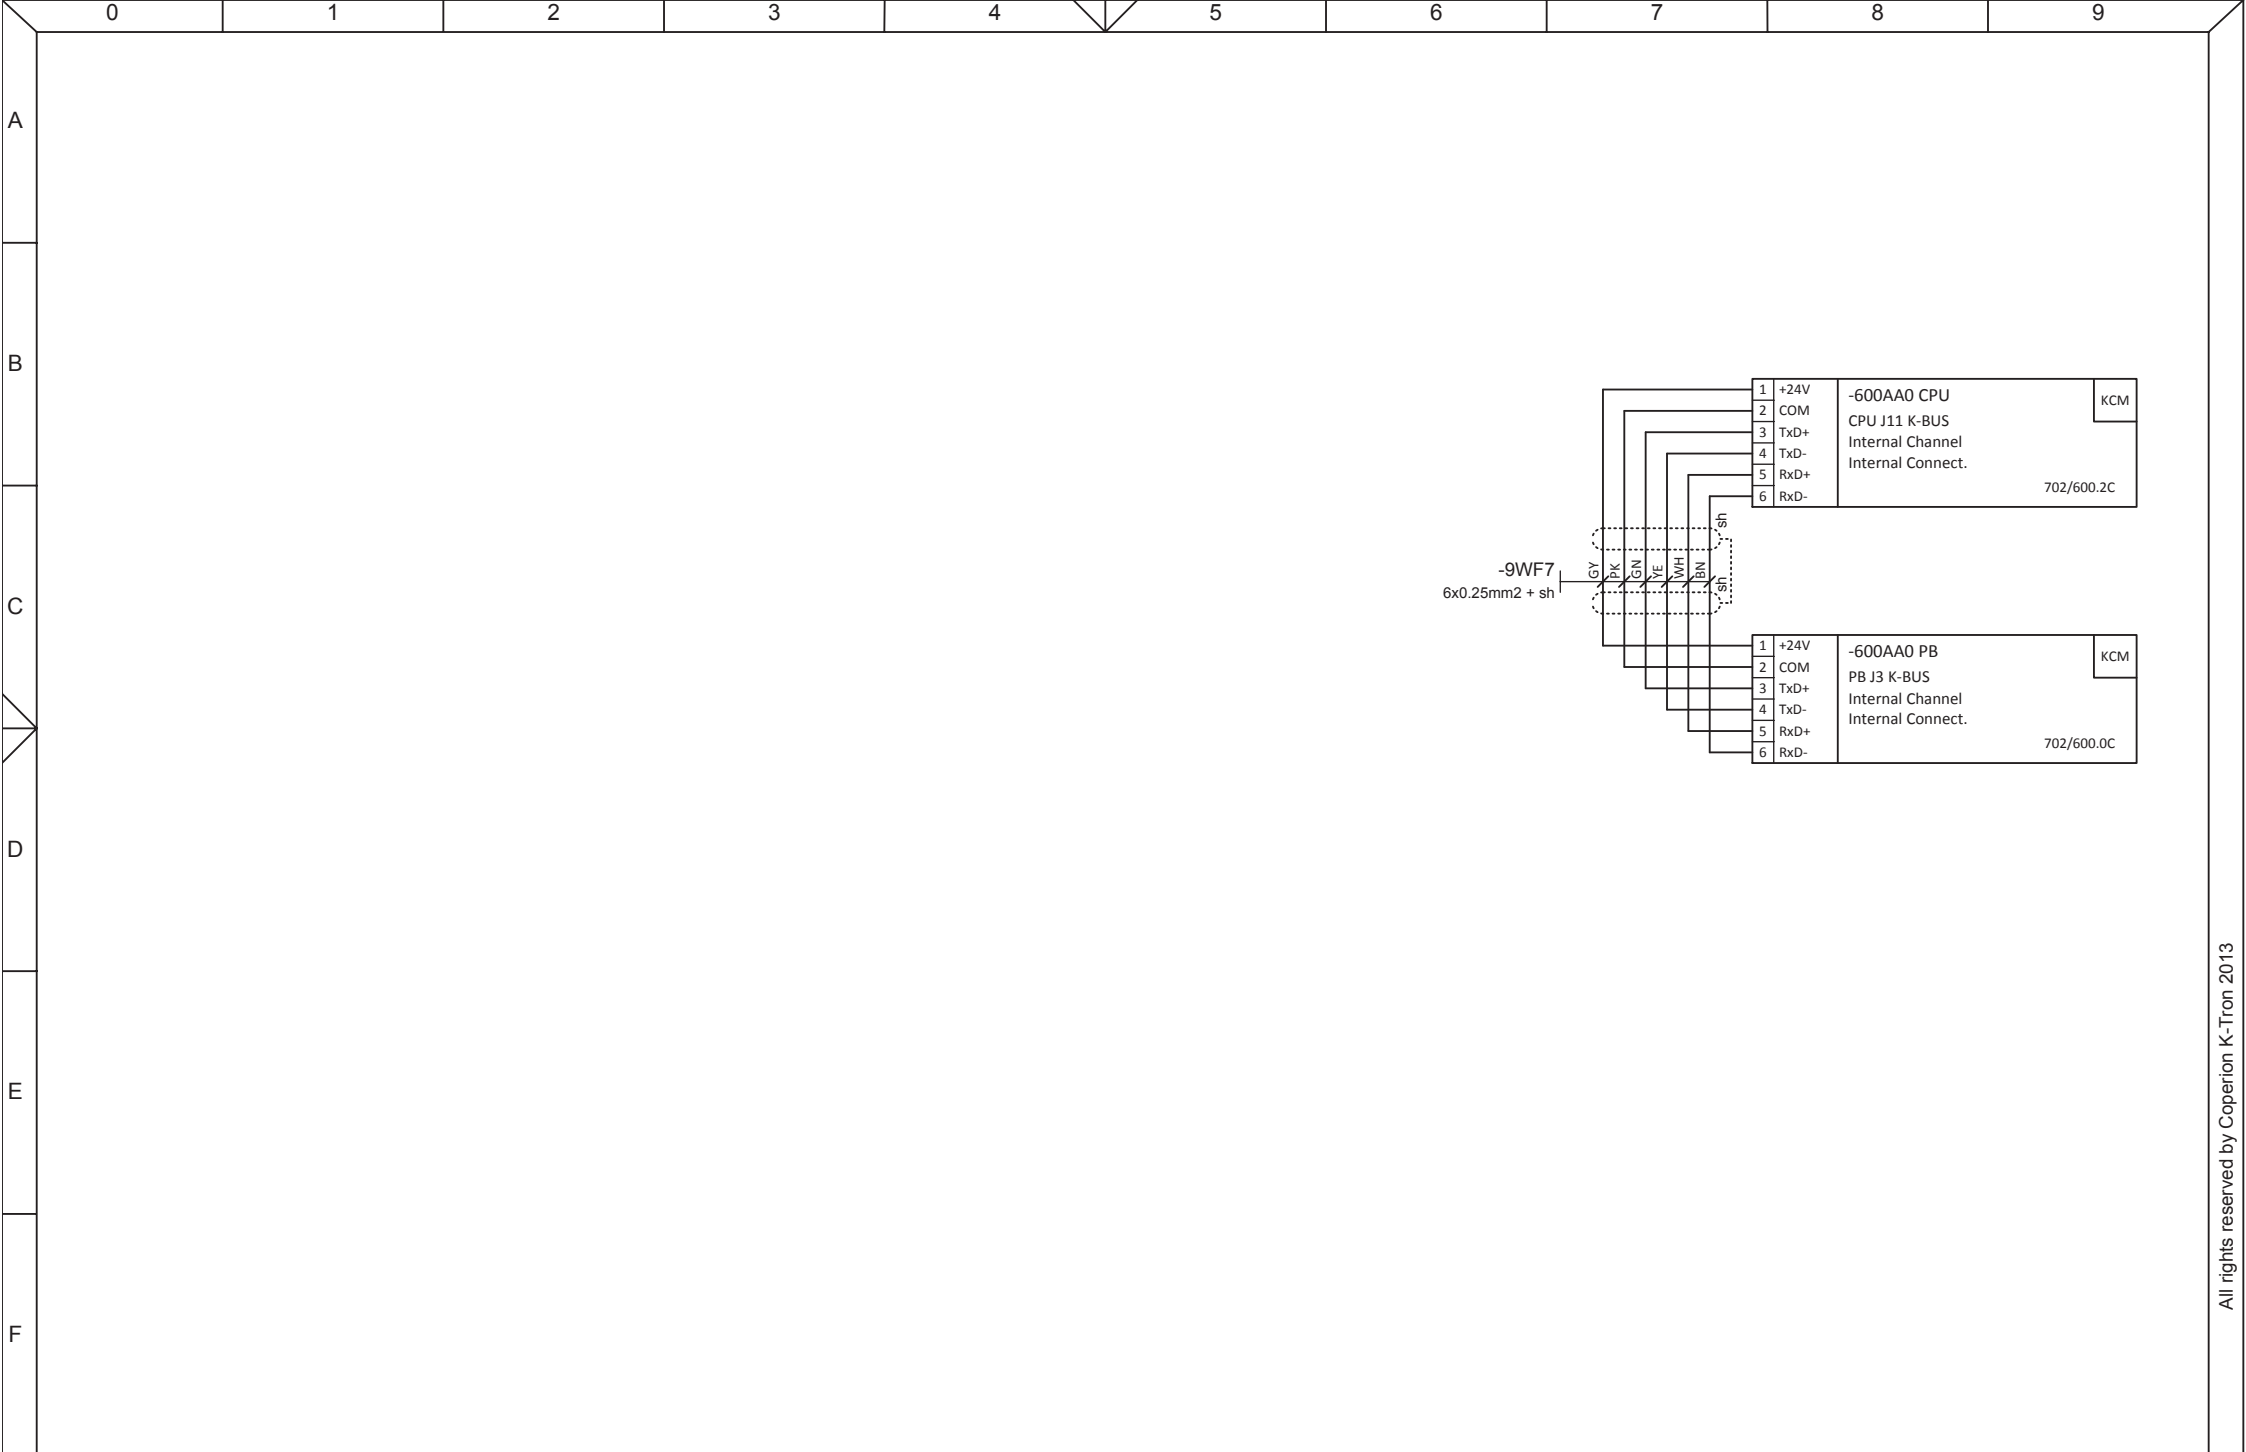 0 1 2 3 4 5 6 7 8 9
A
B
C
D
E
F
1 +24V
2 COM
3 TxD+
4 TxD-
5 RxD+
6 RxD-
-600AA0 CPU
KCM
CPU J11 K-BUS
Internal Channel
Internal Connect.
702/600.2C
sh
-9WF7
6x0.25mm2 + sh
GY PK GN YE WH BN
sh
1 +24V
2 COM
3 TxD+
4 TxD-
5 RxD+
6 RxD-
-600AA0 PB
KCM
PB J3 K-BUS
Internal Channel
Internal Connect.
702/600.0C
All rights reserved by Coperion K-Tron 2013